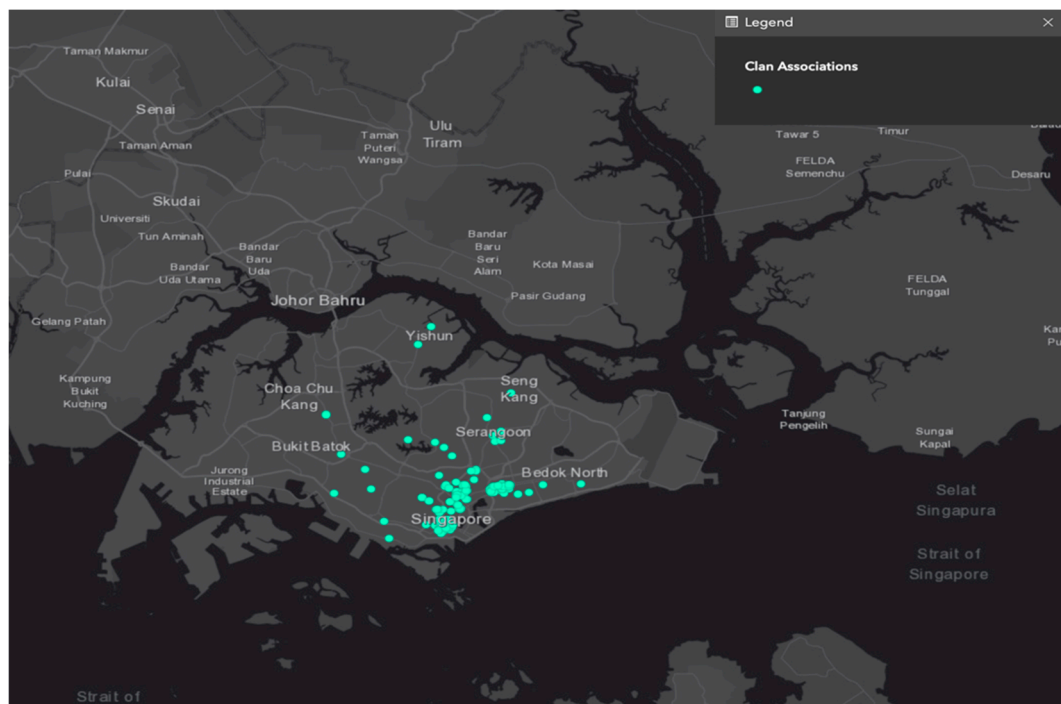 Legend
Clan Associations
Taman Makmur
Kulai
Senai
Taman Aman
Pulai
Skudai
Universiti
Tun Aminah
Bandar
Uda Utama
Bandar
Baru
Uda
Taman
Puteri
Wangsa
Ulu
Tiram
Tawar 5
Timur
FELDA
Semenchu
Desaru
Bandar
Baru
Seri
Alam
Kota Masai
Pasir Gudang
FELDA
Tunggal
Johor Bahru
Gelang Patah
Kampung
Bukit
Kuching
Yishun
Choa Chu
Kang
Seng
Kang
Serangoon
Bukit Batok
Bedok North
Jurong
Industrial
Estate
Singapore
Tanjung
Pengelih
Sungai
Kapal
Selat
Singapura
Strait of
Singapore
Strait of